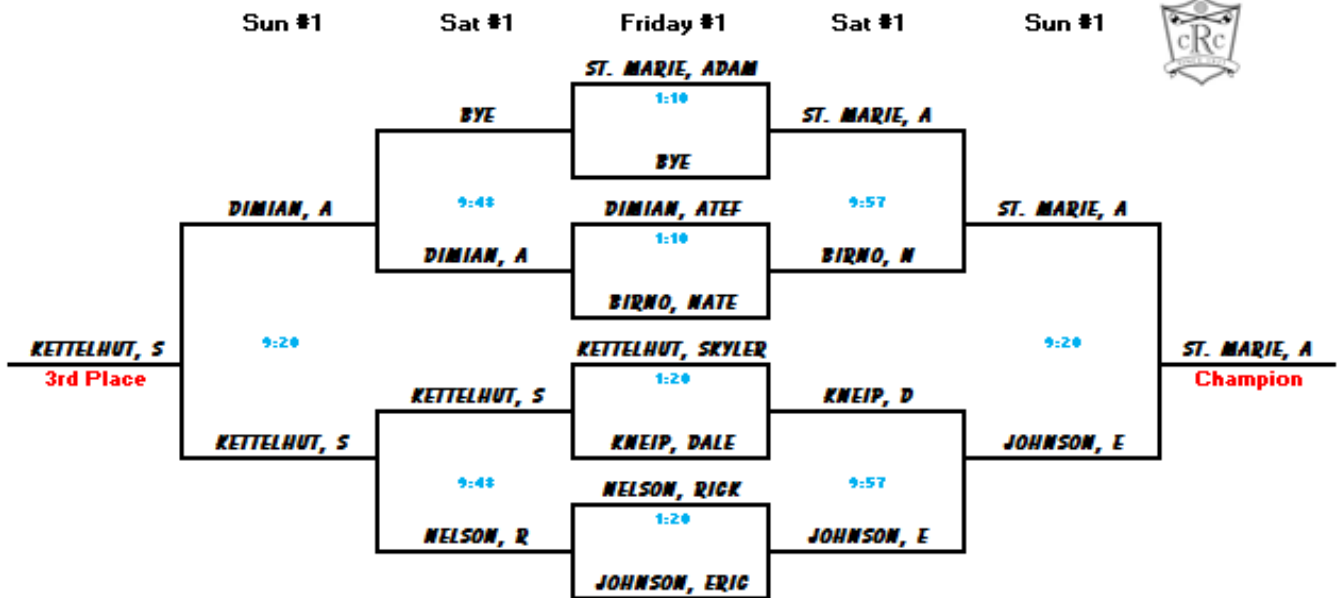 Sun #1 Sat #1 Friday #1 Sat #1 Sun #1
cRc
ST. MARIE, ADAM
1:10
BYE ST. MARIE, A
BYE
DIMIAN, A 9:48 DIMIAN, ATEF 9:57 ST. MARIE, A
1:10
DIMIAN, A BIRNO, N
BIRNO, NATE
KETTELHUT, S 9:20 KETTELHUT, SKYLER 9:20 ST. MARIE, A
3rd Place 1:20 Champion
KETTELHUT, S KNEIP, D
KETTELHUT, S KNEIP, DALE JOHNSON, E
9:48 NELSON, RICK 9:57
1:20
NELSON, R JOHNSON, E
JOHNSON, ERIC